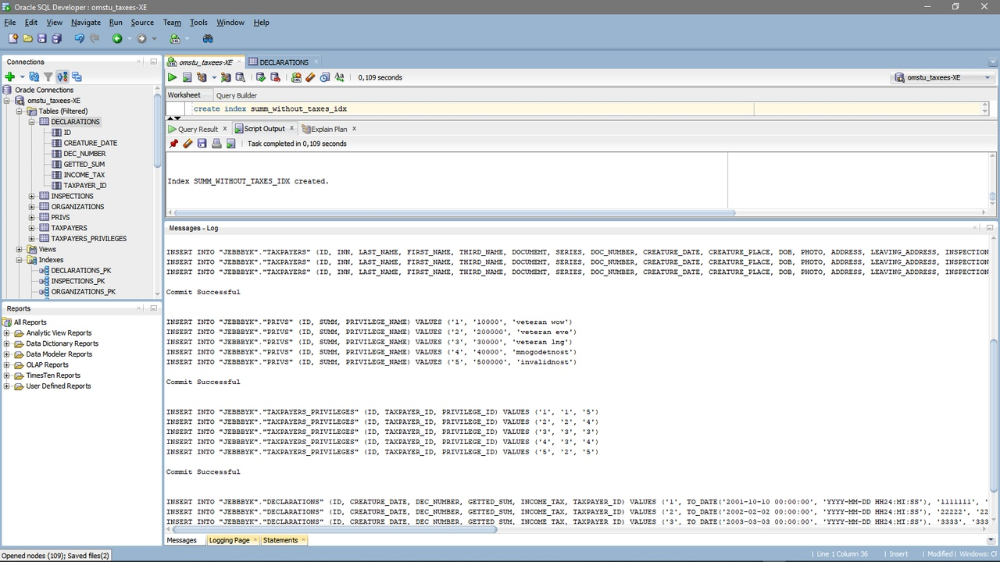 Oracle SQL Developer : omstu_taxees-XE
File Edit View Navigate Run Source Team Tools Window Help
Connections
Oracle Connections
omstu_taxees-XE
Tables (Filtered)
DECLARATIONS
ID
CREATURE_DATE
DEC_NUMBER
GETTED_SUM
INCOME_TAX
TAXPAYER_ID
INSPECTIONS
ORGANIZATIONS
PRIVS
TAXPAYERS
TAXPAYERS_PRIVILEGES
Views
Indexes
DECLARATIONS_PK
INSPECTIONS_PK
ORGANIZATIONS_PK
Reports
All Reports
Analytic View Reports
Data Dictionary Reports
Data Modeler Reports
OLAP Reports
TimesTen Reports
User Defined Reports
omstu_taxees-XE DECLARATIONS
0,109 seconds omstu_taxees-XE
Worksheet Query Builder
create index summ_without_taxes_idx
Query Result Script Output Explain Plan
Task completed in 0,109 seconds
Index SUMM_WITHOUT_TAXES_IDX created.
Messages - Log
INSERT INTO "JEBBBYK"."TAXPAYERS" (ID, INN, LAST_NAME, FIRST_NAME, THIRD_NAME, DOCUMEMT, SERIES, DOC_NUMBER, CREATURE_DATE, CREATURE_PLACE, DOB, PHOTO, ADDRESS, LEAVING_ADDRESS, INSPECTION
INSERT INTO "JEBBBYK"."TAXPAYERS" (ID, INN, LAST_NAME, FIRST_NAME, THIRD_NAME, DOCUMEMT, SERIES, DOC_NUMBER, CREATURE_DATE, CREATURE_PLACE, DOB, PHOTO, ADDRESS, LEAVING_ADDRESS, INSPECTION
INSERT INTO "JEBBBYK"."TAXPAYERS" (ID, INN, LAST_NAME, FIRST_NAME, THIRD_NAME, DOCUMEMT, SERIES, DOC_NUMBER, CREATURE_DATE, CREATURE_PLACE, DOB, PHOTO, ADDRESS, LEAVING_ADDRESS, INSPECTION
Commit Successful
INSERT INTO "JEBBBYK"."PRIVS" (ID, SUMM, PRIVILEGE_NAME) VALUES ('1', '10000', 'veteran wow')
INSERT INTO "JEBBBYK"."PRIVS" (ID, SUMM, PRIVILEGE_NAME) VALUES ('2', '200000', 'veteran eve')
INSERT INTO "JEBBBYK"."PRIVS" (ID, SUMM, PRIVILEGE_NAME) VALUES ('3', '30000', 'veteran lng')
INSERT INTO "JEBBBYK"."PRIVS" (ID, SUMM, PRIVILEGE_NAME) VALUES ('4', '40000', 'mnogodetnost')
INSERT INTO "JEBBBYK"."PRIVS" (ID, SUMM, PRIVILEGE_NAME) VALUES ('5', '500000', 'invalidnost')
Commit Successful
INSERT INTO "JEBBBYK"."TAXPAYERS_PRIVILEGES" (ID, TAXPAYER_ID, PRIVILEGE_ID) VALUES ('1', '1', '5')
INSERT INTO "JEBBBYK"."TAXPAYERS_PRIVILEGES" (ID, TAXPAYER_ID, PRIVILEGE_ID) VALUES ('2', '2', '4')
INSERT INTO "JEBBBYK"."TAXPAYERS_PRIVILEGES" (ID, TAXPAYER_ID, PRIVILEGE_ID) VALUES ('3', '3', '3')
INSERT INTO "JEBBBYK"."TAXPAYERS_PRIVILEGES" (ID, TAXPAYER_ID, PRIVILEGE_ID) VALUES ('4', '3', '4')
INSERT INTO "JEBBBYK"."TAXPAYERS_PRIVILEGES" (ID, TAXPAYER_ID, PRIVILEGE_ID) VALUES ('5', '2', '5')
Commit Successful
INSERT INTO "JEBBBYK"."DECLARATIONS" (ID, CREATURE_DATE, DEC_NUMBER, GETTED_SUM, INCOME_TAX, TAXPAYER_ID) VALUES ('1', TO_DATE('2001-10-10 00:00:00', 'YYYY-MM-DD HH24:MI:SS'), '1111111', '
INSERT INTO "JEBBBYK"."DECLARATIONS" (ID, CREATURE_DATE, DEC_NUMBER, GETTED_SUM, INCOME_TAX, TAXPAYER_ID) VALUES ('2', TO_DATE('2002-02-02 00:00:00', 'YYYY-MM-DD HH24:MI:SS'), '22222', '22
INSERT INTO "JEBBBYK"."DECLARATIONS" (ID, CREATURE_DATE, DEC_NUMBER, GETTED_SUM, INCOME_TAX, TAXPAYER_ID) VALUES ('3', TO_DATE('2003-03-03 00:00:00', 'YYYY-MM-DD HH24:MI:SS'), '3333', '333
Messages Logging Page Statements
Opened nodes (109); Saved files(2) Line 1 Column 36 Insert Modified Windows: C